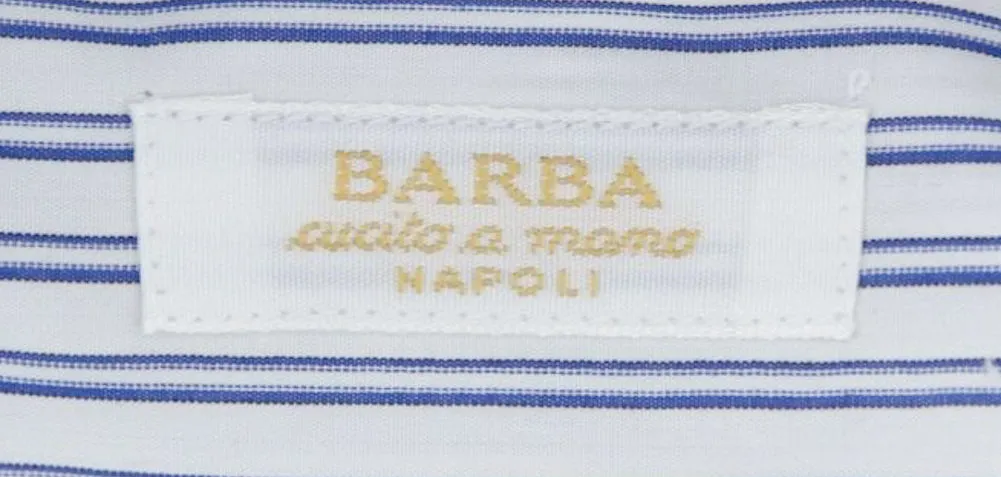 BARBA
cucito a mano
NAPOLI